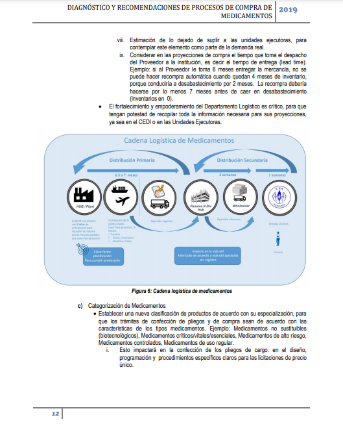 DIAGNÓSTICO Y RECOMENDACIONES DE PROCESOS DE COMPRA DE
MEDICAMENTOS
2019
viii. Estimación de lo dejado de suplir a las unidades ejecutoras, para
contemplar este elemento como parte de la demanda real.
ix. Considerar en las proyecciones de compra el tiempo que tome el despacho
del Proveedor a la institución, es decir el tiempo de entrega (lead time).
Ejemplo: si al Proveedor le toma 6 meses entregar la mercancía, no se
puede hacer recompra automática cuando quedan 4 meses de inventario,
porque conduciría a desabastecimiento por 2 meses. La recompra debería
hacerse por lo menos 7 meses antes de caer en desabastecimiento
(inventarios en 0).
• El fortalecimiento y empoderamiento del Departamento Logístico es crítico, para que
tengan potestad de recopilar toda la información necesaria para sus proyecciones,
ya sea en el CEDI o en las Unidades Ejecutoras.
Cadena Logística de Medicamentos
Distribución Primaria
Distribución Secundaria
Figura 6: Cadena logística de medicamentos
c) Categorización de Medicamentos
• Establecer una nueva clasificación de productos de acuerdo con su especialización, para
que los trámites de confección de pliegos y de compra sean de acuerdo con las
características de los tipos medicamentos. Ejemplo: Medicamentos no sustituibles
(biotecnológicos), Medicamentos críticos/vitales/esenciales, Medicamentos de alto riesgo,
Medicamentos controlados. Medicamentos de uso regular.
i. Esto impactará en la confección de los pliegos de cargo: en el diseño,
programación y procedimientos específicos claros para las licitaciones de precio
único.
12